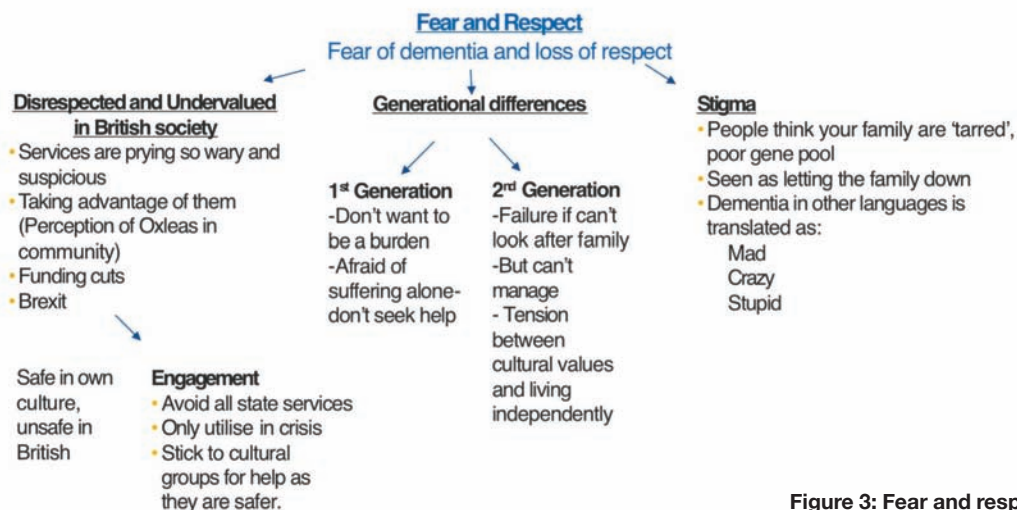 Fear and Respect
Fear of dementia and loss of respect
Disrespected and Undervalued
in British society
• Services are prying so wary and
suspicious
• Taking advantage of them
(Perception of Oxleas in
community)
• Funding cuts
• Brexit
Safe in own
culture,
unsafe in
British
Engagement
• Avoid all state services
• Only utilise in crisis
• Stick to cultural
groups for help as
they are safer.
Generational differences
1st Generation
-Don't want to
be a burden
-Afraid of
suffering alone-
don't seek help
2nd Generation
-Failure if can't
look after family
-But can't
manage
- Tension
between
cultural values
and living
independently
Stigma
• People think your family are 'tarred',
poor gene pool
• Seen as letting the family down
• Dementia in other languages is
translated as:
Mad
Crazy
Stupid
Figure 3: Fear and resp